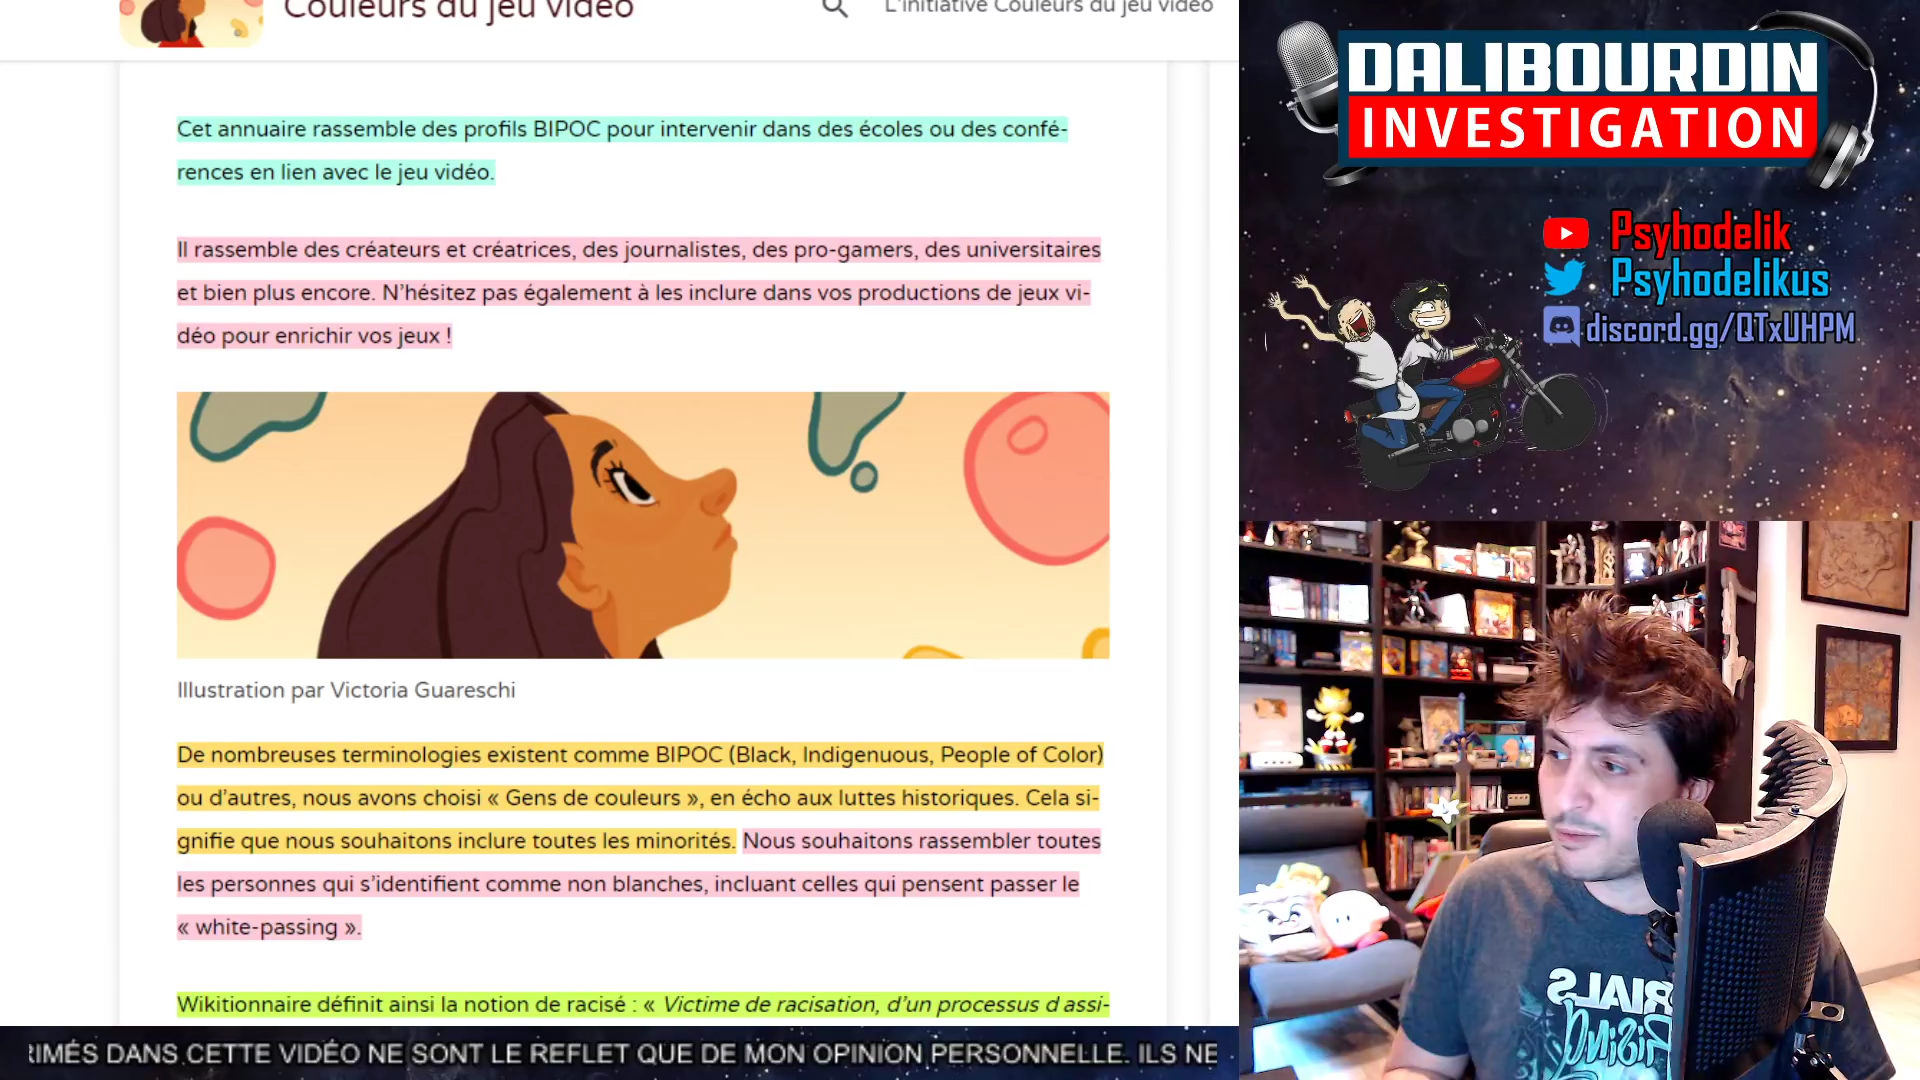 Couleurs du jeu vidéo
L'initiative Couleurs du jeu vidéo
Cet annuaire rassemble des profils BIPOC pour intervenir dans des écoles ou des confé-
rences en lien avec le jeu vidéo.
Il rassemble des créateurs et créatrices, des journalistes, des pro-gamers, des universitaires
et bien plus encore. N'hésitez pas également à les inclure dans vos productions de jeux vi-
déo pour enrichir vos jeux !
Illustration par Victoria Guareschi
De nombreuses terminologies existent comme BIPOC (Black, Indigenuous, People of Color)
ou d'autres, nous avons choisi « Gens de couleurs », en écho aux luttes historiques. Cela si-
gnifie que nous souhaitons inclure toutes les minorités. Nous souhaitons rassembler toutes
les personnes qui s'identifient comme non blanches, incluant celles qui pensent passer le
« white-passing ».
Wikitionnaire définit ainsi la notion de racisé : « Victime de racisation, d'un processus d'assi-
RIMÉS DANS CETTE VIDÉO NE SONT LE REFLET QUE DE MON OPINION PERSONNELLE. ILS NE
DALIBOURDIN
INVESTIGATION
Psyhodelik
Psyhodelikus
discord.gg/QTxUHPM
RIALS
RISING